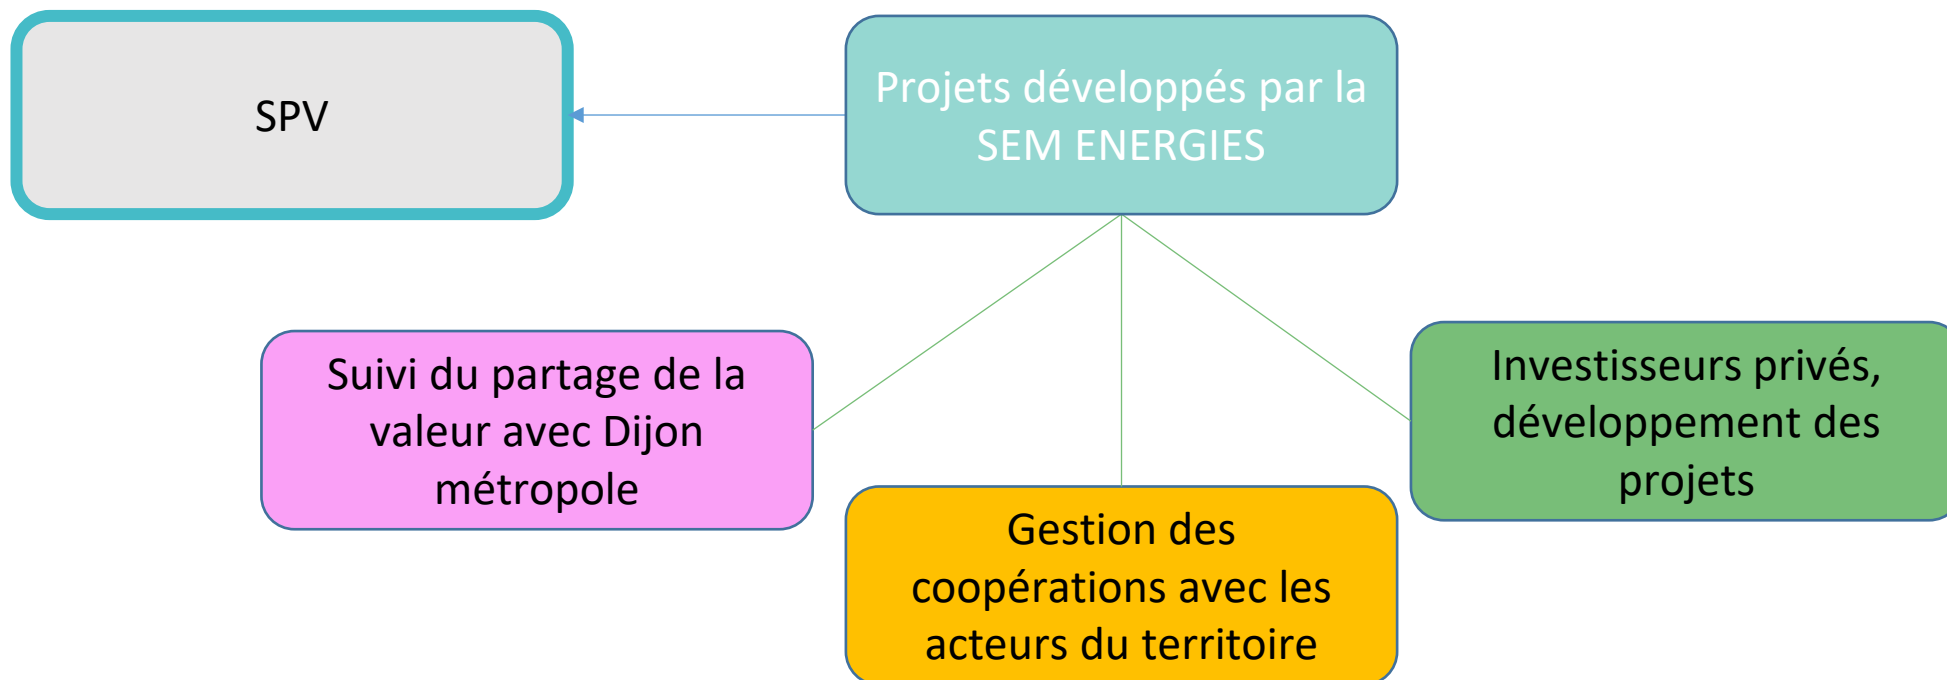 SPV
Projets développés par la
SEM ENERGIES
Suivi du partage de la
valeur avec Dijon
métropole
Investisseurs privés,
développement des
projets
Gestion des
coopérations avec les
acteurs du territoire